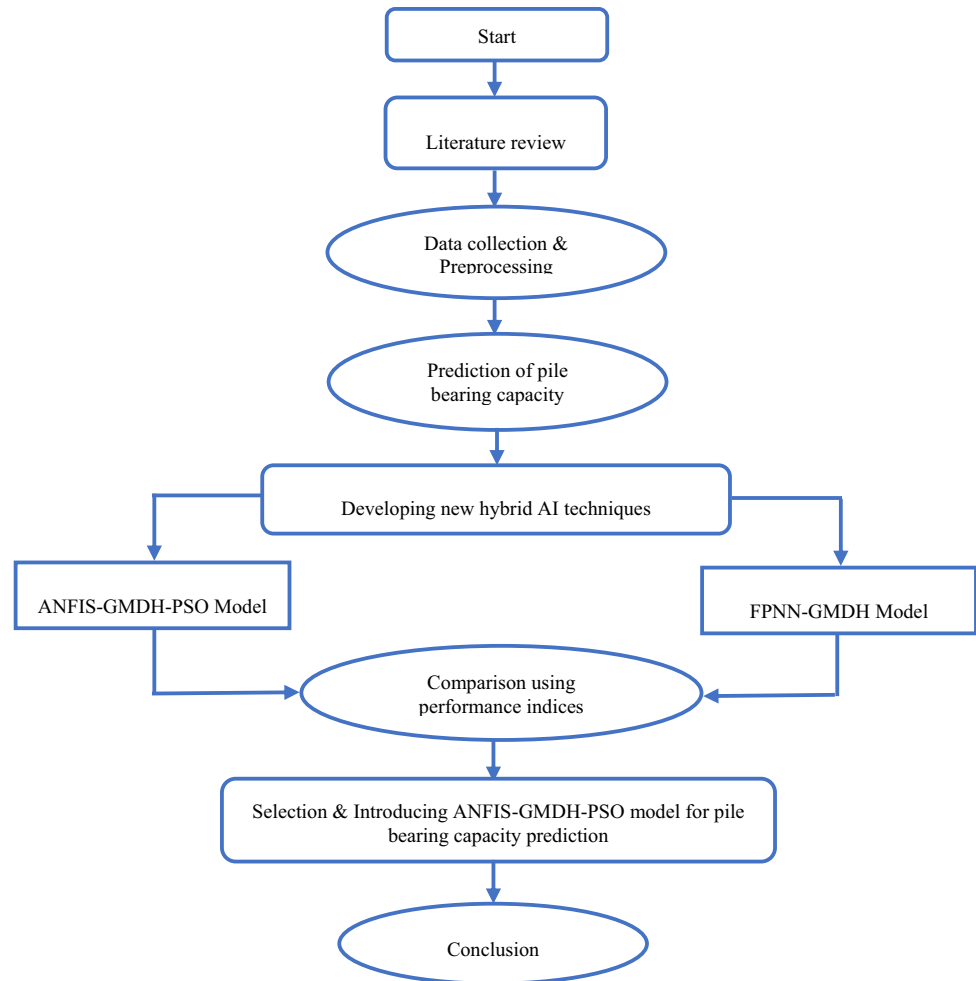 Start
Literature review
Data collection &
Preprocessing
Prediction of pile
bearing capacity
Developing new hybrid AI techniques
ANFIS-GMDH-PSO Model
FPNN-GMDH Model
Comparison using
performance indices
Selection & Introducing ANFIS-GMDH-PSO model for pile
bearing capacity prediction
Conclusion